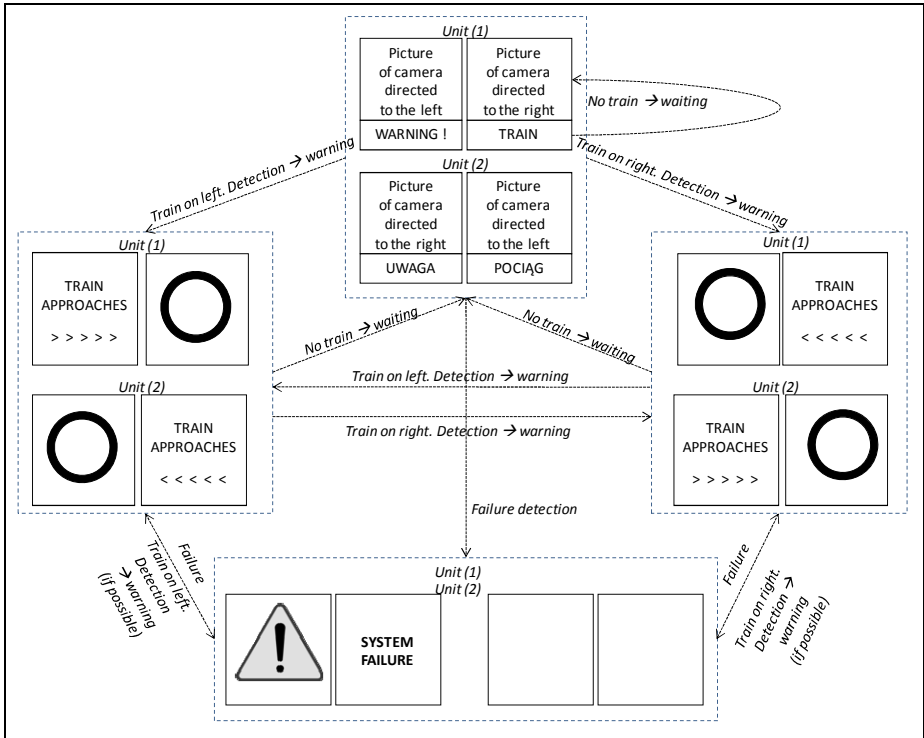 Unit (1)
Picture
of camera
directed
to the left
WARNING !
Picture
of camera
directed
to the right
TRAIN
No train → waiting
Unit (2)
Picture
of camera
directed
to the right
UWAGA
Picture
of camera
directed
to the left
POCIĄG
Train on left. Detection → warning
Train on right. Detection → warning
Unit (1)
TRAIN
APPROACHES
> > > > >
Unit (2)
TRAIN
APPROACHES
< < < < <
No train → waiting
No train → waiting
Train on left. Detection → warning
Train on right. Detection → warning
Unit (1)
TRAIN
APPROACHES
< < < < <
Unit (2)
TRAIN
APPROACHES
> > > > >
Failure detection
Failure
Train on left.
Detection
→ warning
(if possible)
Failure
Train on right.
Detection →
warning
(if possible)
Unit (1)
Unit (2)
!
SYSTEM
FAILURE